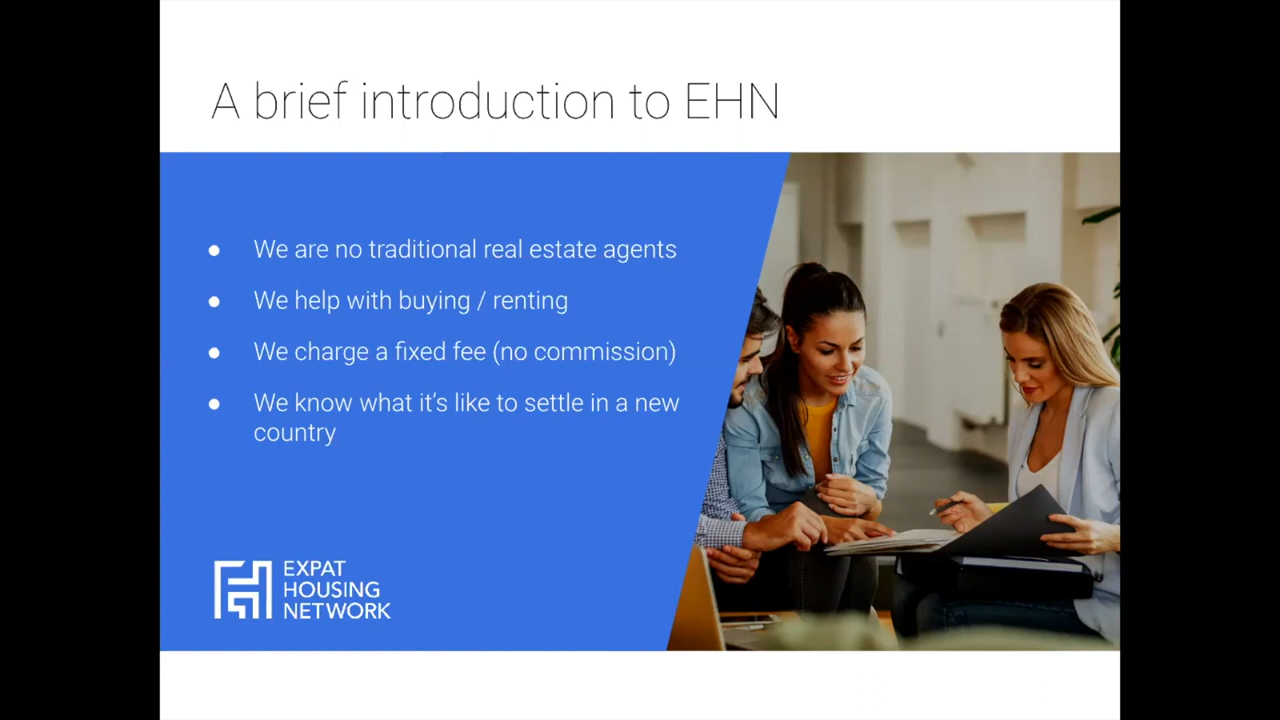 A brief introduction to EHN
● We are no traditional real estate agents
● We help with buying / renting
● We charge a fixed fee (no commission)
● We know what it’s like to settle in a new
country
EXPAT
HOUSING
NETWORK